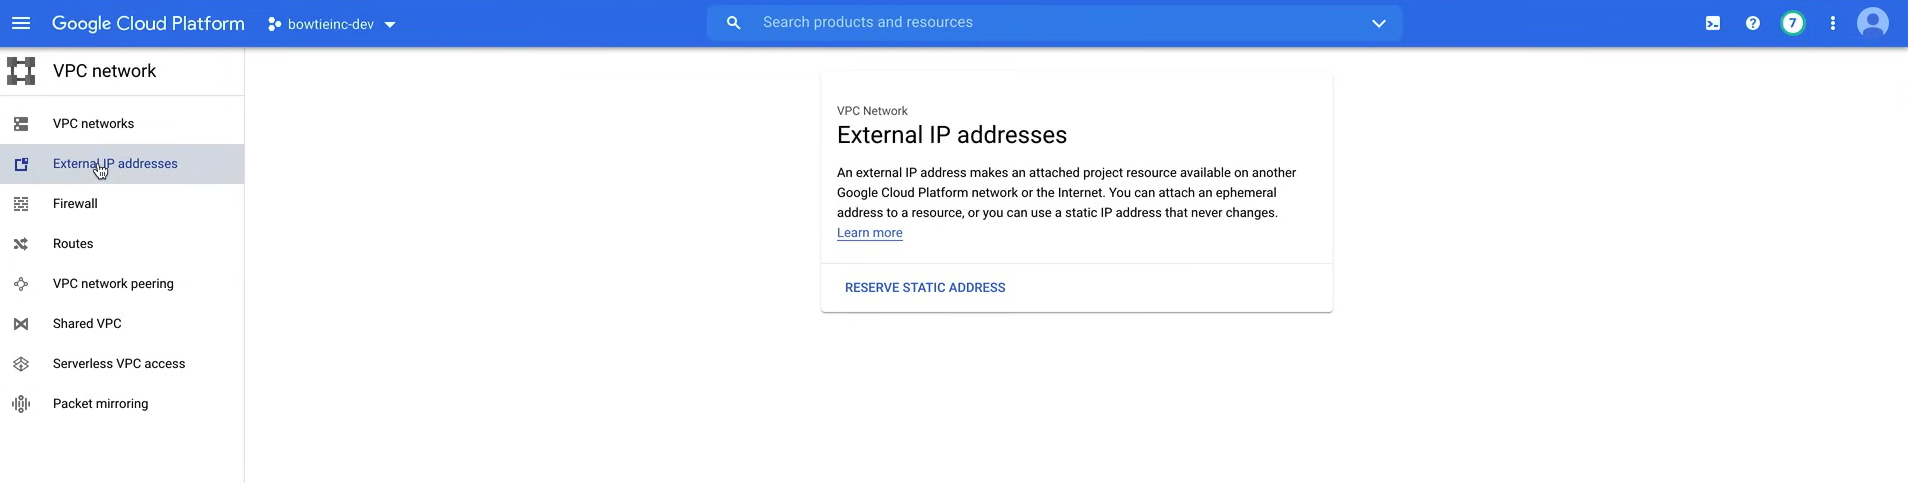 Google Cloud Platform
bowtieinc-dev
Search products and resources
7
VPC network
VPC networks
External IP addresses
Firewall
Routes
VPC network peering
Shared VPC
Serverless VPC access
Packet mirroring
VPC Network
External IP addresses
An external IP address makes an attached project resource available on another
Google Cloud Platform network or the Internet. You can attach an ephemeral
address to a resource, or you can use a static IP address that never changes.
Learn more
RESERVE STATIC ADDRESS